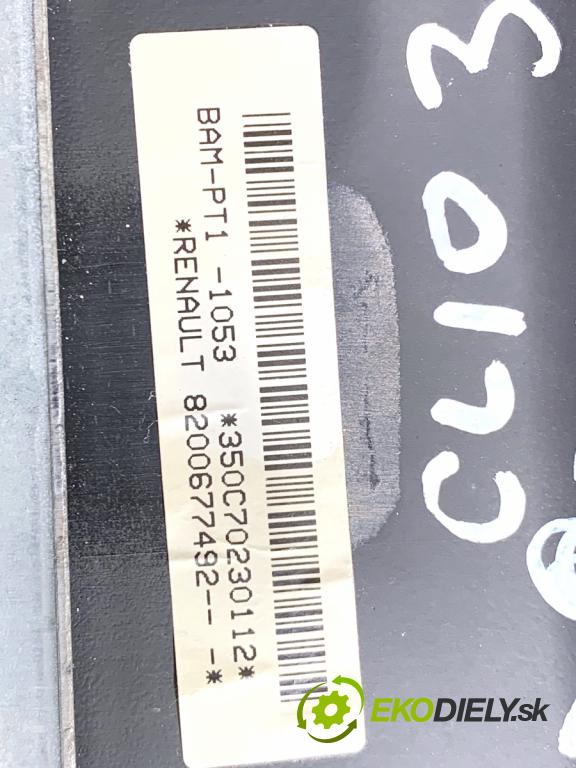 BAM-PT1 -1053 *350C70230112*
*RENAULT 8200677492-- -*
CLIO 3
EKODIELY.sk